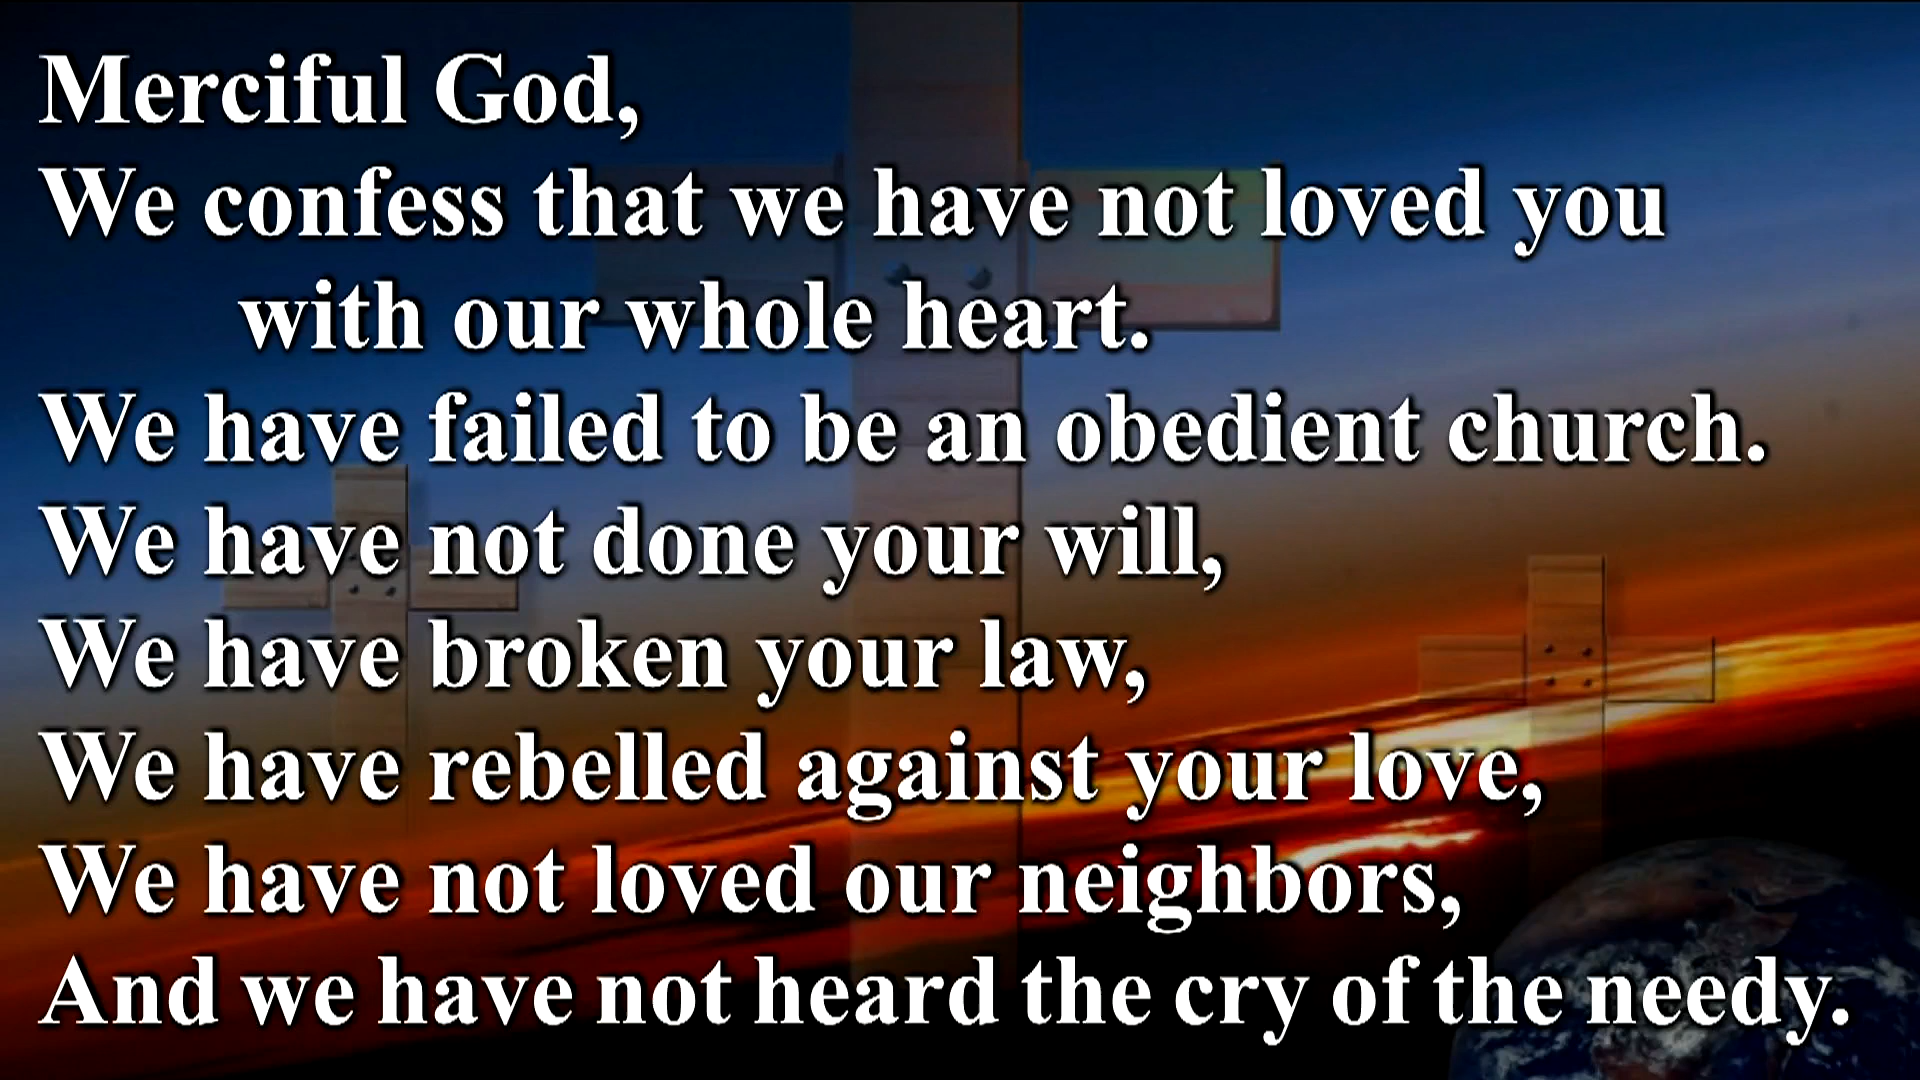 Merciful God,
We confess that we have not loved you
with our whole heart.
We have failed to be an obedient church.
We have not done your will,
We have broken your law,
We have rebelled against your love,
We have not loved our neighbors,
And we have not heard the cry of the needy.